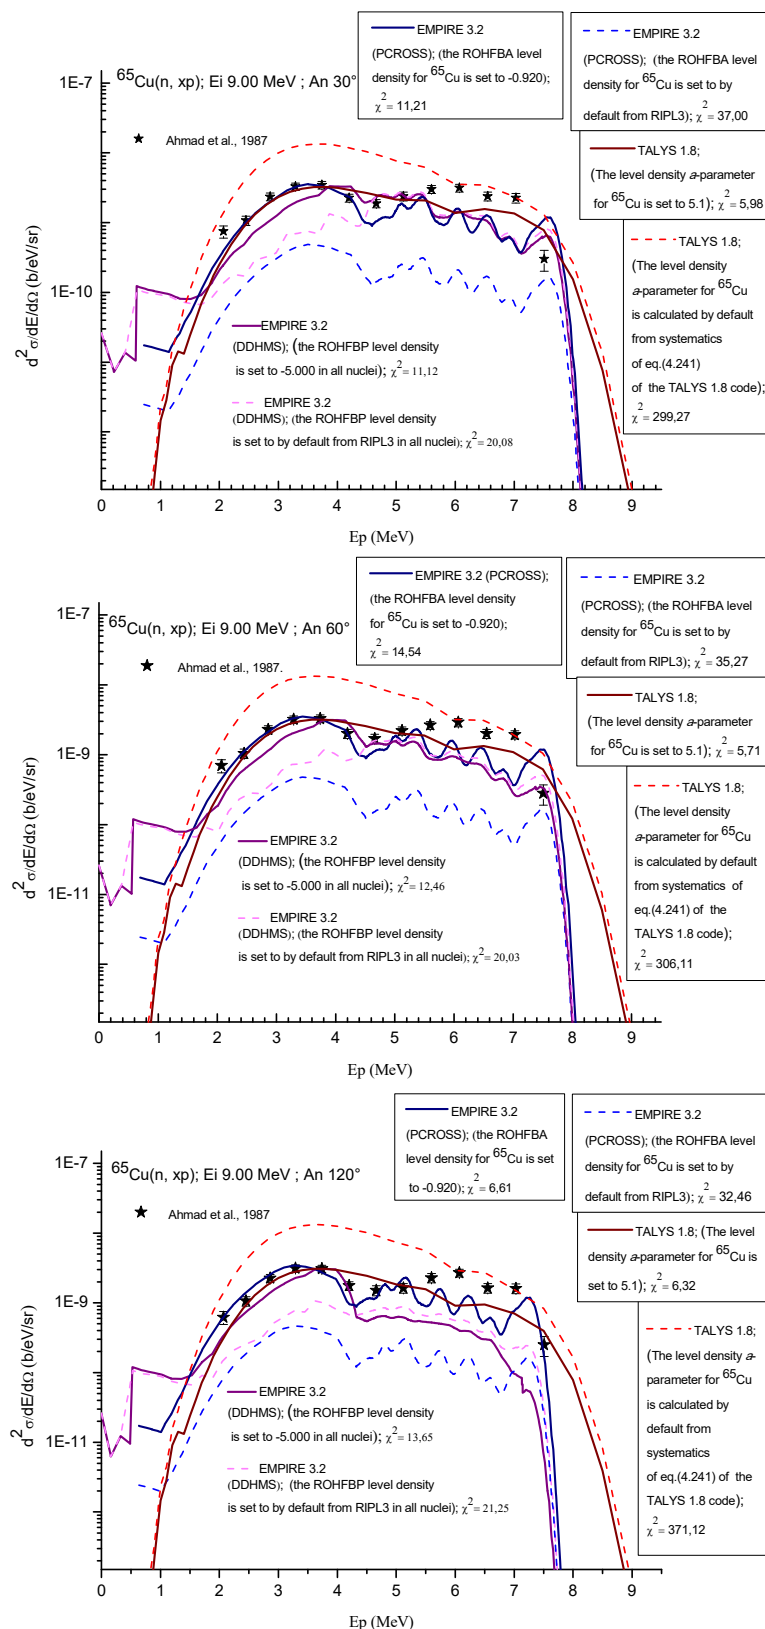 EMPIRE 3.2
(PCROSS); (the ROHFBA level
density for 65Cu is set to -0.920);
χ2 = 11,21
EMPIRE 3.2
(PCROSS); (the ROHFBA level
density for 65Cu is set to by
default from RIPL3); χ2 = 37,00
65Cu(n, xp); Ei 9.00 MeV ; An 30°
Ahmad et al., 1987
TALYS 1.8;
(The level density a-parameter
for 65Cu is set to 5.1); χ2 = 5,98
TALYS 1.8;
(The level density
a-parameter for 65Cu
is calculated by default
from systematics
of eq.(4.241)
of the TALYS 1.8 code);
χ2 = 299,27
EMPIRE 3.2
(DDHMS); (the ROHFBP level density
is set to -5.000 in all nuclei); χ2 = 11,12
EMPIRE 3.2
(DDHMS); (the ROHFBP level density
is set to by default from RIPL3 in all nuclei); χ2 = 20,08
1E-7
1E-10
d2σ/dE/dΩ (b/eV/sr)
0 1 2 3 4 5 6 7 8 9
Ep (MeV)
EMPIRE 3.2 (PCROSS);
(the ROHFBA level density
for 65Cu is set to -0.920);
χ2 = 14,54
EMPIRE 3.2
(PCROSS); (the ROHFBA level
density for 65Cu is set to by
default from RIPL3); χ2 = 35,27
65Cu(n, xp); Ei 9.00 MeV ; An 60°
Ahmad et al., 1987.
TALYS 1.8;
(The level density a-parameter
for 65Cu is set to 5.1); χ2 = 5,71
TALYS 1.8;
(The level density
a-parameter for 65Cu
is calculated by default
from systematics of
eq.(4.241) of the
TALYS 1.8 code);
χ2 = 306,11
EMPIRE 3.2
(DDHMS); (the ROHFBP level density
is set to -5.000 in all nuclei); χ2 = 12,46
EMPIRE 3.2
(DDHMS); (the ROHFBP level density
is set to by default from RIPL3 in all nuclei); χ2 = 20,03
1E-7
1E-9
1E-11
d2σ/dE/dΩ (b/eV/sr)
0 1 2 3 4 5 6 7 8 9
Ep (MeV)
EMPIRE 3.2
(PCROSS); (the ROHFBA
level density for 65Cu is set
to -0.920); χ2 = 6,61
EMPIRE 3.2
(PCROSS); (the ROHFBA level
density for 65Cu is set to by
default from RIPL3); χ2 = 32,46
65Cu(n, xp); Ei 9.00 MeV ; An 120°
Ahmad et al., 1987
TALYS 1.8; (The level
density a-parameter for 65Cu is
set to 5.1); χ2 = 6,32
TALYS 1.8;
(The level density a-
parameter for 65Cu
is calculated by
default from
systematics
of eq.(4.241) of the
TALYS 1.8 code);
χ2 = 371,12
EMPIRE 3.2
(DDHMS); (the ROHFBP level density
is set to -5.000 in all nuclei); χ2 = 13,65
EMPIRE 3.2
(DDHMS); (the ROHFBP level density
is set to by default from RIPL3 in all nuclei); χ2 = 21,25
1E-7
1E-9
1E-11
d2σ/dE/dΩ (b/eV/sr)
0 1 2 3 4 5 6 7 8 9
Ep (MeV)